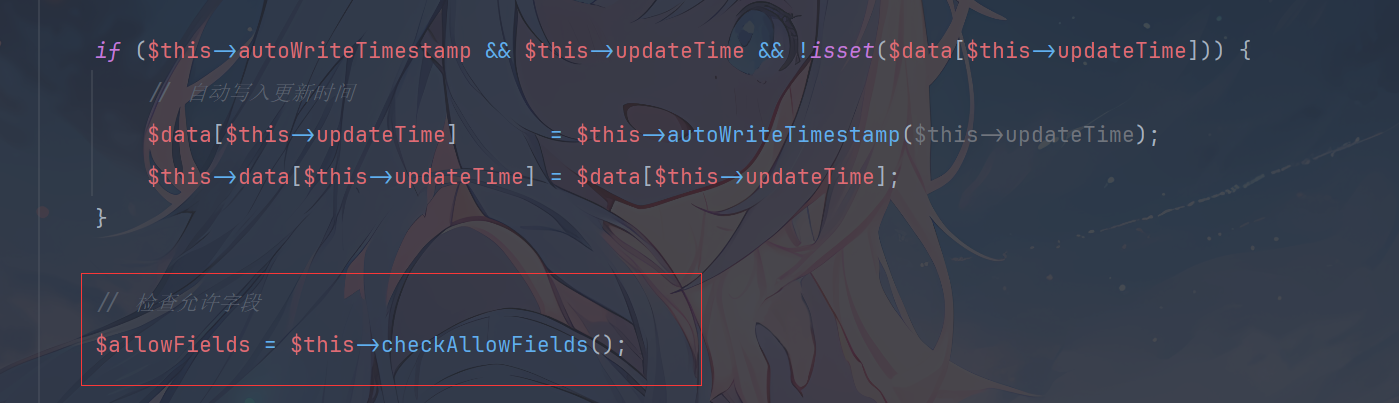 if ($this->autoWriteTimestamp && $this->updateTime && !isset($data[$this->updateTime])) {
// 自动写入更新时间
$data[$this->updateTime]       = $this->autoWriteTimestamp($this->updateTime);
$this->data[$this->updateTime] = $data[$this->updateTime];
}
// 检查允许字段
$allowFields = $this->checkAllowFields();